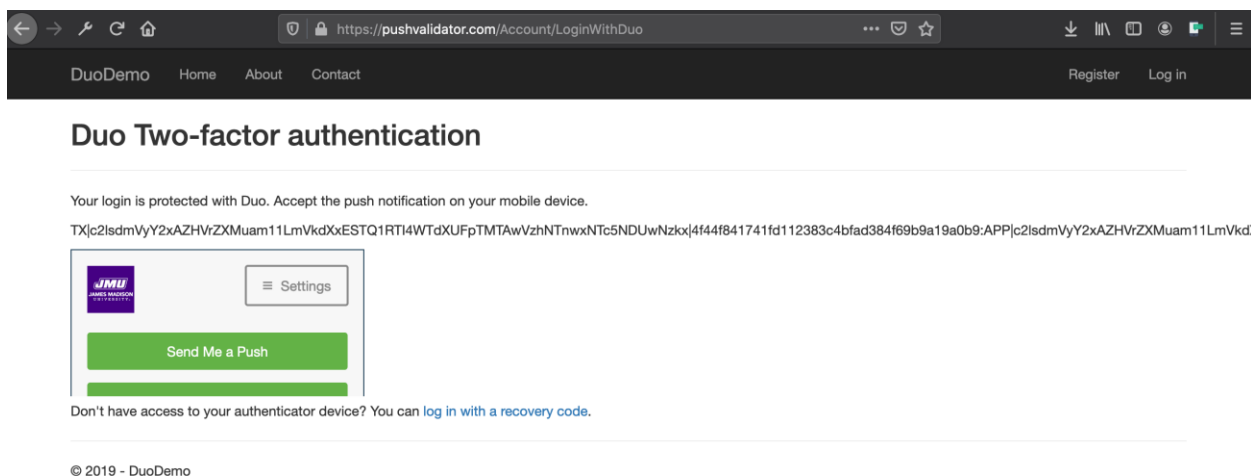 https://pushvalidator.com/Account/LoginWithDuo
DuoDemo Home About Contact Register Log in
Duo Two-factor authentication
Your login is protected with Duo. Accept the push notification on your mobile device.
TX|c2lsdmVyY2xAZHVrZXMuam11LmVkdXxESTQ1RTI4WTdXUFpTMTAwVzhNTnwxNTc5NDUwNzkx|4f44f841741fd112383c4bfad384f69b9a19a0b9:APP|c2lsdmVyY2xAZHVrZXMuam11LmVkd
JMU
JAMES MADISON
UNIVERSITY.
Settings
Send Me a Push
Don't have access to your authenticator device? You can log in with a recovery code.
© 2019 - DuoDemo